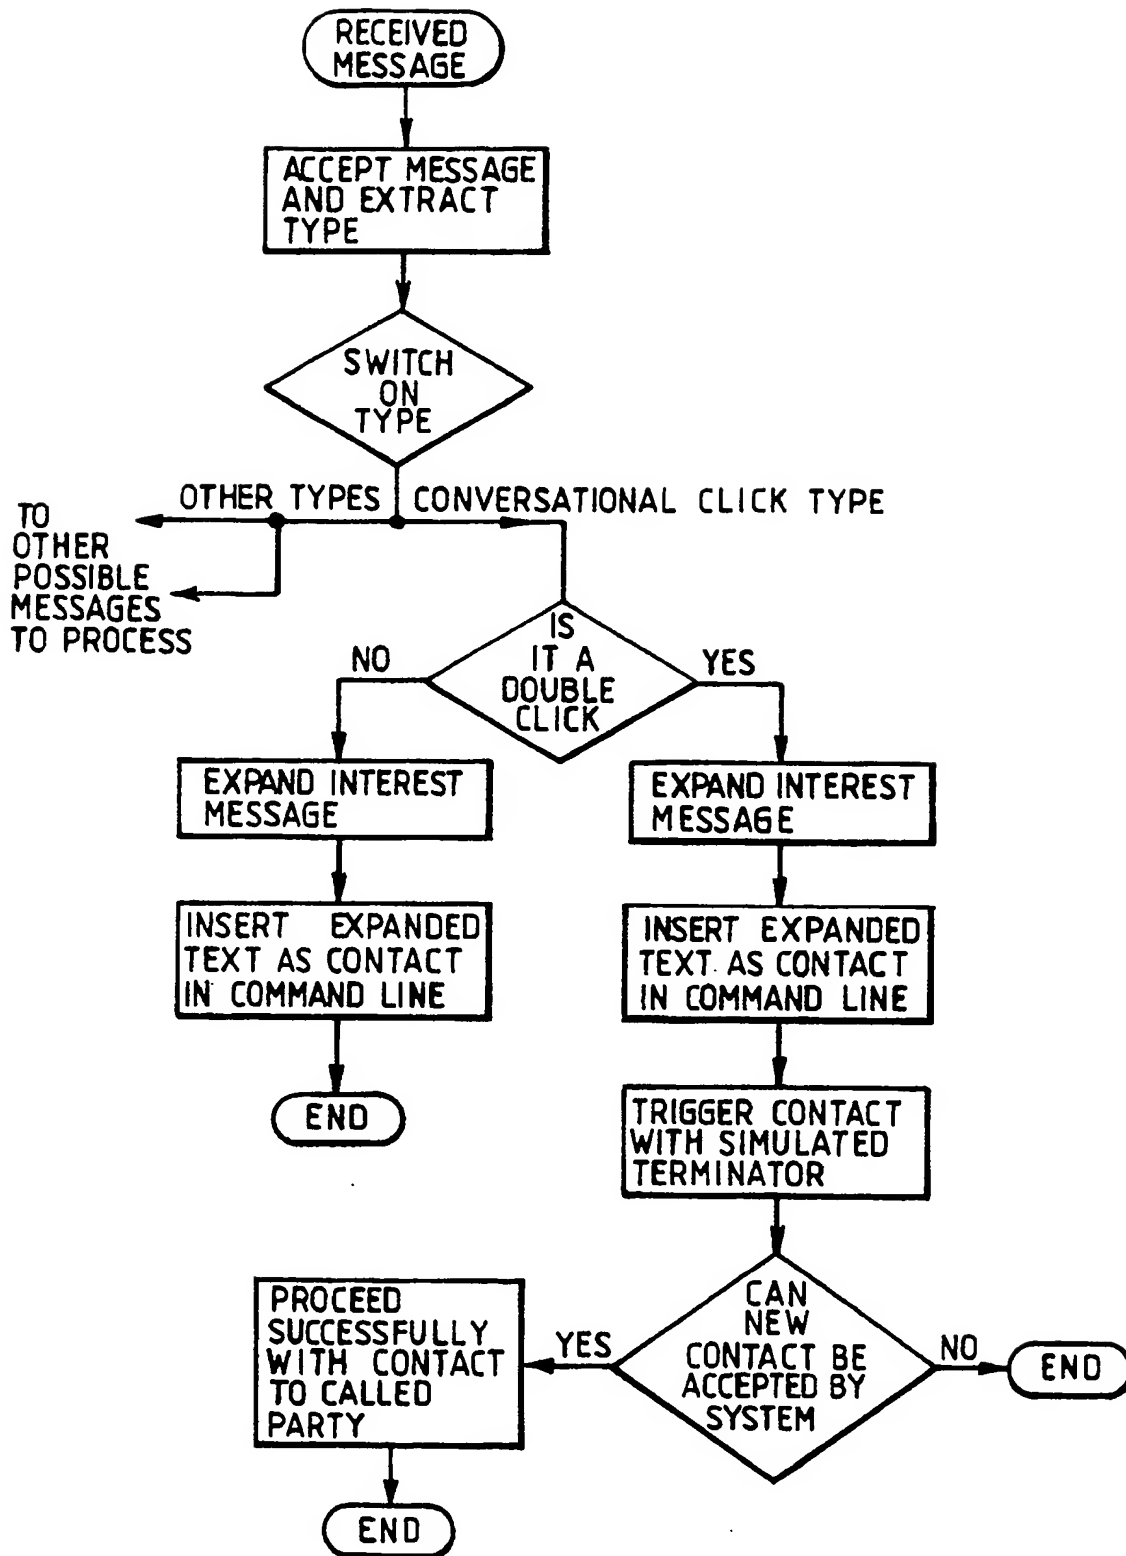 RECEIVED
MESSAGE
ACCEPT MESSAGE
AND EXTRACT
TYPE
SWITCH
ON
TYPE
OTHER TYPES
CONVERSATIONAL CLICK TYPE
TO
OTHER
POSSIBLE
MESSAGES
TO PROCESS
IS
IT A
DOUBLE
CLICK
NO
YES
EXPAND INTEREST
MESSAGE
EXPAND INTEREST
MESSAGE
INSERT EXPANDED
TEXT AS CONTACT
IN COMMAND LINE
INSERT EXPANDED
TEXT AS CONTACT
IN COMMAND LINE
END
TRIGGER CONTACT
WITH SIMULATED
TERMINATOR
CAN
NEW
CONTACT BE
ACCEPTED BY
SYSTEM
YES
NO
PROCEED
SUCCESSFULLY
WITH CONTACT
TO CALLED
PARTY
END
END